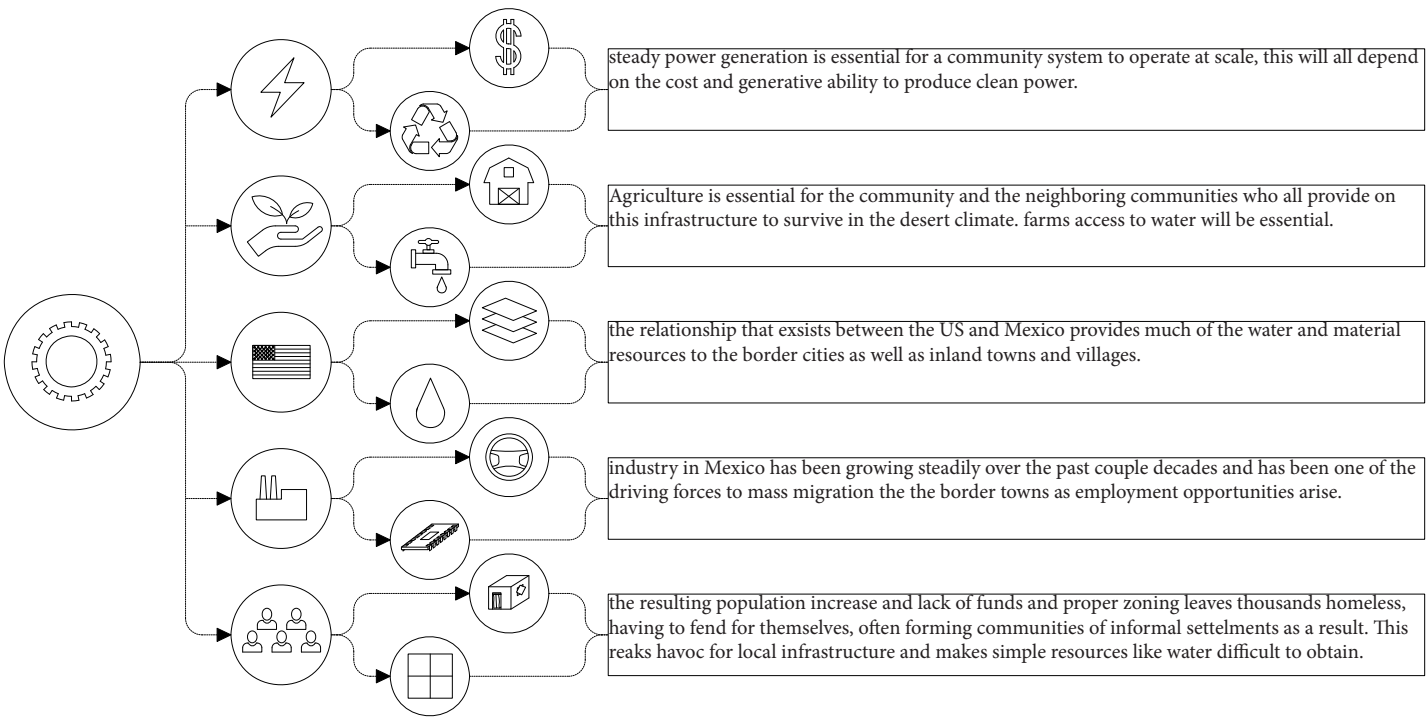 steady power generation is essential for a community system to operate at scale, this will all depend
on the cost and generative ability to produce clean power.
Agriculture is essential for the community and the neighboring communities who all provide on
this infrastructure to survive in the desert climate. farms access to water will be essential.
the relationship that exsists between the US and Mexico provides much of the water and material
resources to the border cities as well as inland towns and villages.
industry in Mexico has been growing steadily over the past couple decades and has been one of the
driving forces to mass migration the the border towns as employment opportunities arise.
the resulting population increase and lack of funds and proper zoning leaves thousands homeless,
having to fend for themselves, often forming communities of informal settelments as a result. This
reaks havoc for local infrastructure and makes simple resources like water difficult to obtain.